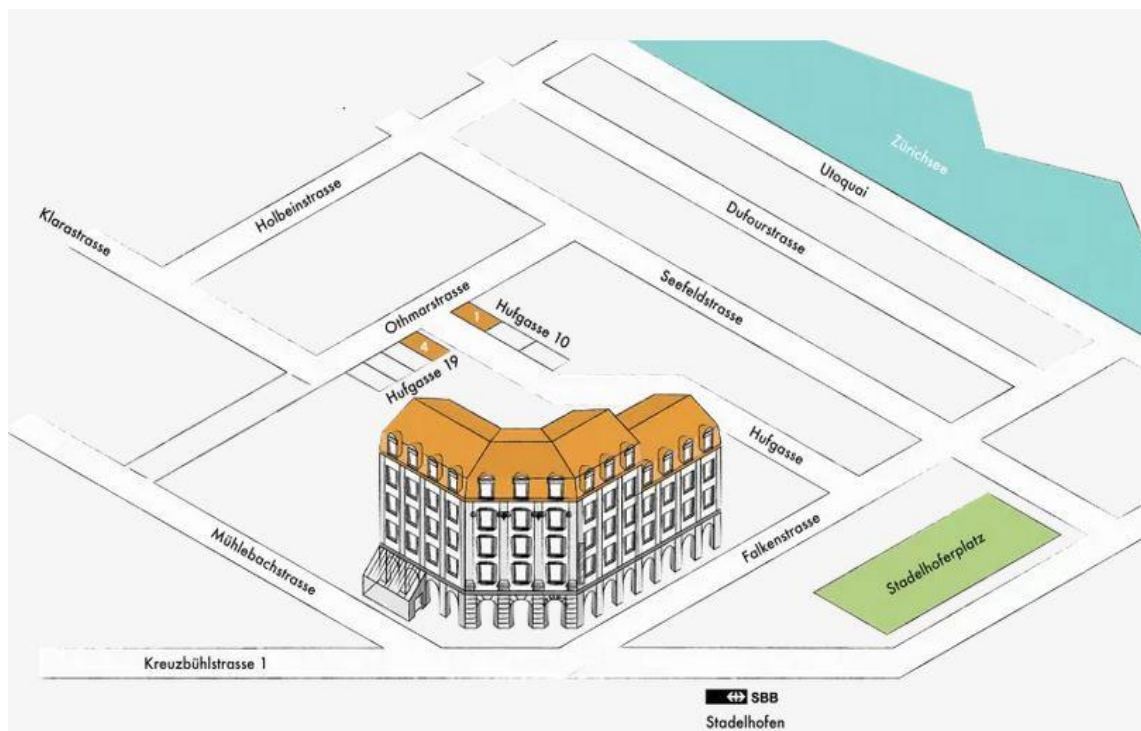 Zürichsee
Utoquai
Dufourstrasse
Holbeinstrasse
Klarastrasse
Seefeldstrasse
Othmarstrasse
1
Hufgasse 10
4
Hufgasse 19
Hufgasse
Mühlebachstrasse
Falkenstrasse
Stadelhoferplatz
Kreuzbühlstrasse 1
SBB
Stadelhofen